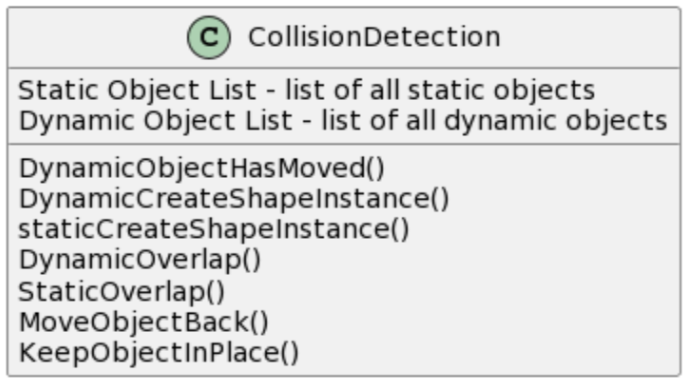 C CollisionDetection
Static Object List - list of all static objects
Dynamic Object List - list of all dynamic objects
DynamicObjectHasMoved()
DynamicCreateShapeInstance()
staticCreateShapeInstance()
DynamicOverlap()
StaticOverlap()
MoveObjectBack()
KeepObjectInPlace()